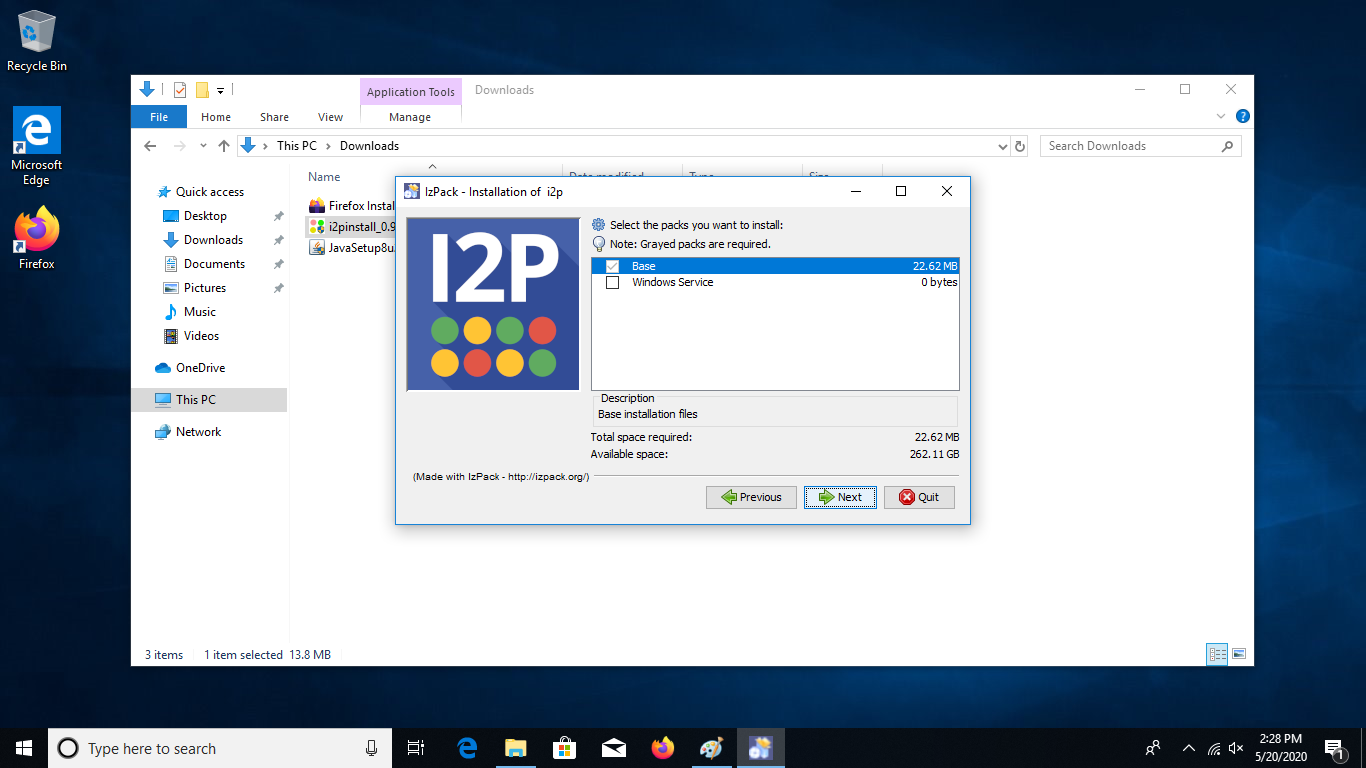 Recycle Bin
Microsoft
Edge
Firefox
Application Tools
Downloads
File
Home
Share
View
Manage
This PC
Downloads
Search Downloads
Quick access
Desktop
Downloads
Documents
Pictures
Music
Videos
OneDrive
This PC
Network
Name
Firefox Instal
i2pinstall_0.9
JavaSetup8u
IzPack - Installation of i2p
I2P
Select the packs you want to install:
Note: Grayed packs are required.
Base 22.62 MB
Windows Service 0 bytes
Description
Base installation files
Total space required: 22.62 MB
Available space: 262.11 GB
(Made with IzPack - http://izpack.org/)
Previous
Next
Quit
3 items
1 item selected 13.8 MB
Type here to search
2:28 PM
5/20/2020
1